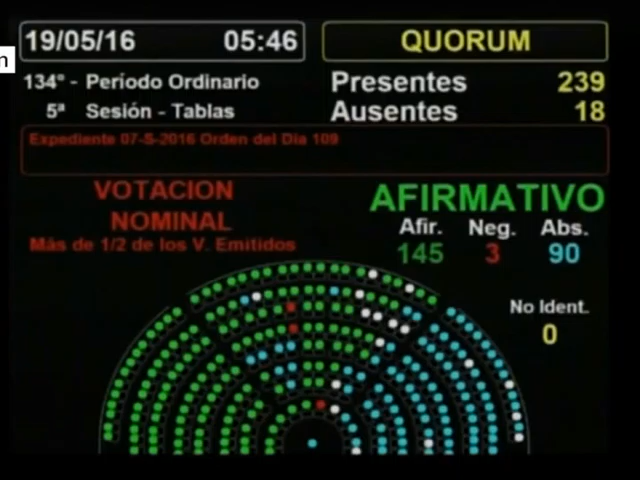 n
19/05/16 05:46
QUORUM
134° - Período Ordinario
5ª Sesión - Tablas
Presentes 239
Ausentes 18
Expediente 07-S-2016 Orden del Dia 109
VOTACION
NOMINAL
Más de 1/2 de los V. Emitidos
AFIRMATIVO
Afir. Neg. Abs.
145 3 90
No Ident.
0